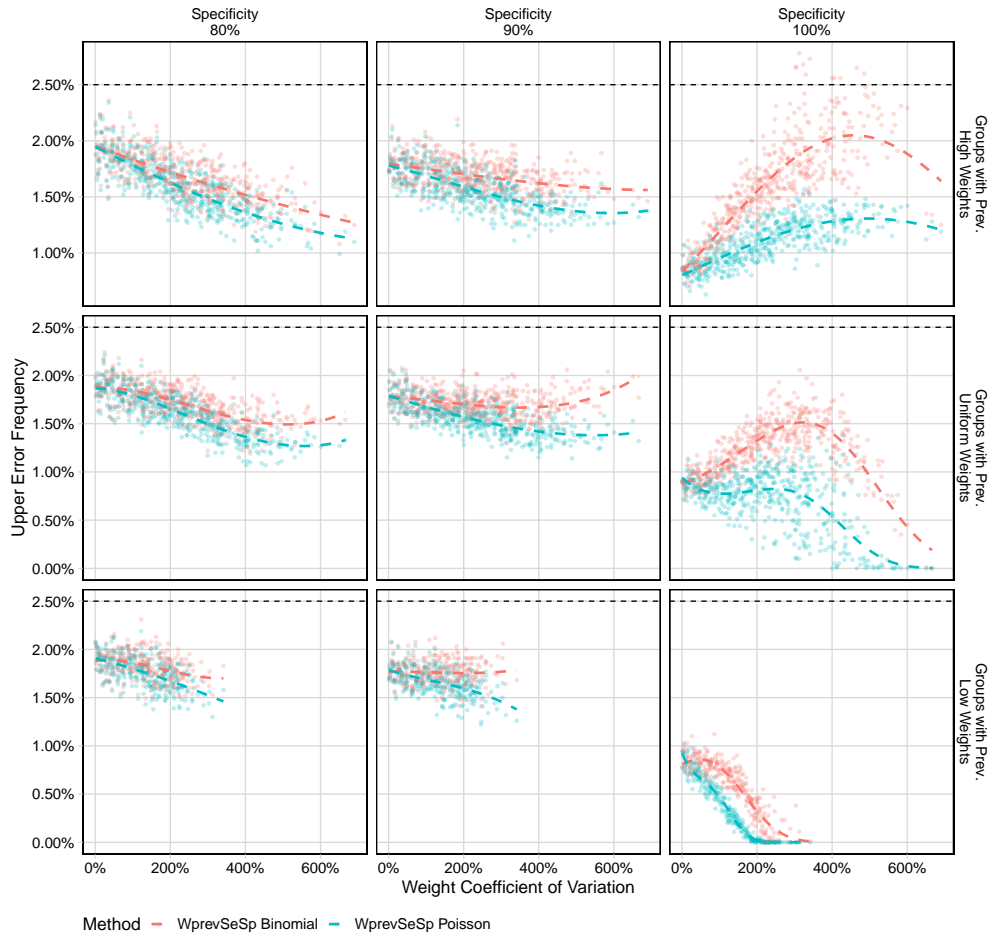 Specificity
80%
Specificity
90%
Specificity
100%
2.50%
2.00%
1.50%
1.00%
Groups with Prev.
High Weights
2.50%
2.00%
1.50%
1.00%
0.50%
0.00%
Groups with Prev.
Uniform Weights
2.50%
2.00%
1.50%
1.00%
0.50%
0.00%
Groups with Prev.
Low Weights
Upper Error Frequency
0% 200% 400% 600%
0% 200% 400% 600%
0% 200% 400% 600%
Weight Coefficient of Variation
Method WprevSeSp Binomial WprevSeSp Poisson